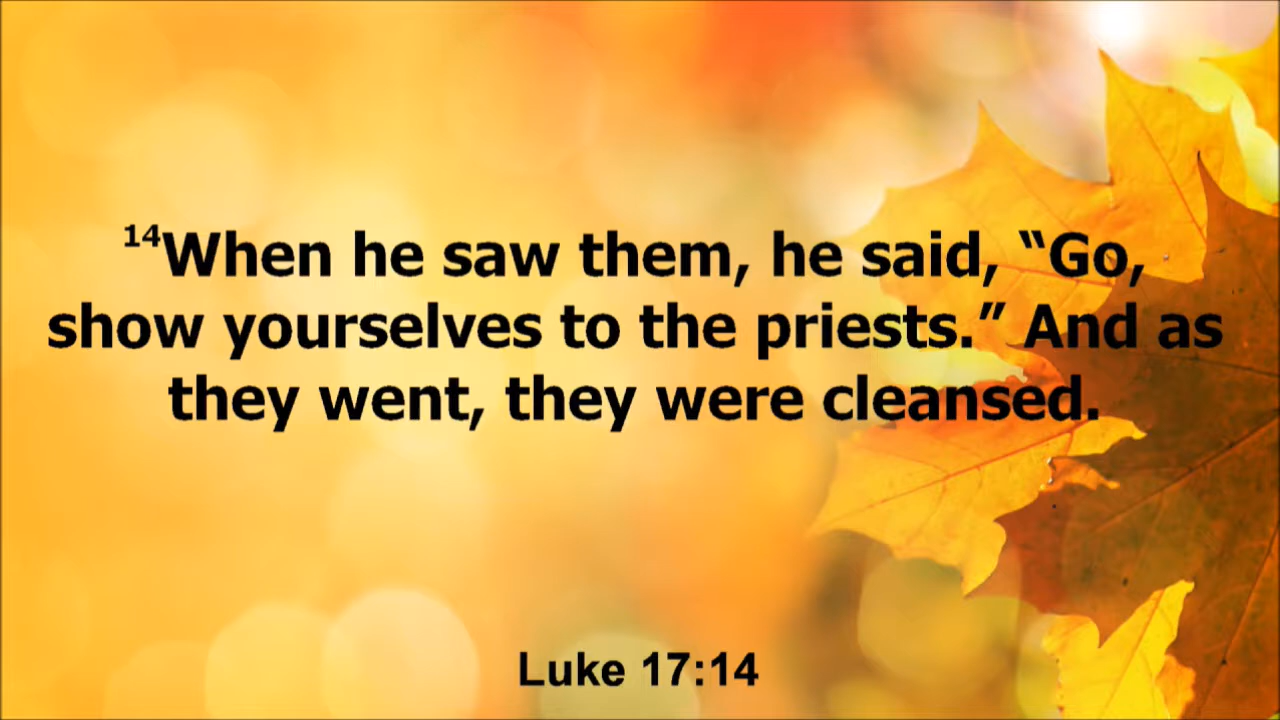 ¹⁴When he saw them, he said, “Go,
show yourselves to the priests.” And as
they went, they were cleansed.
Luke 17:14